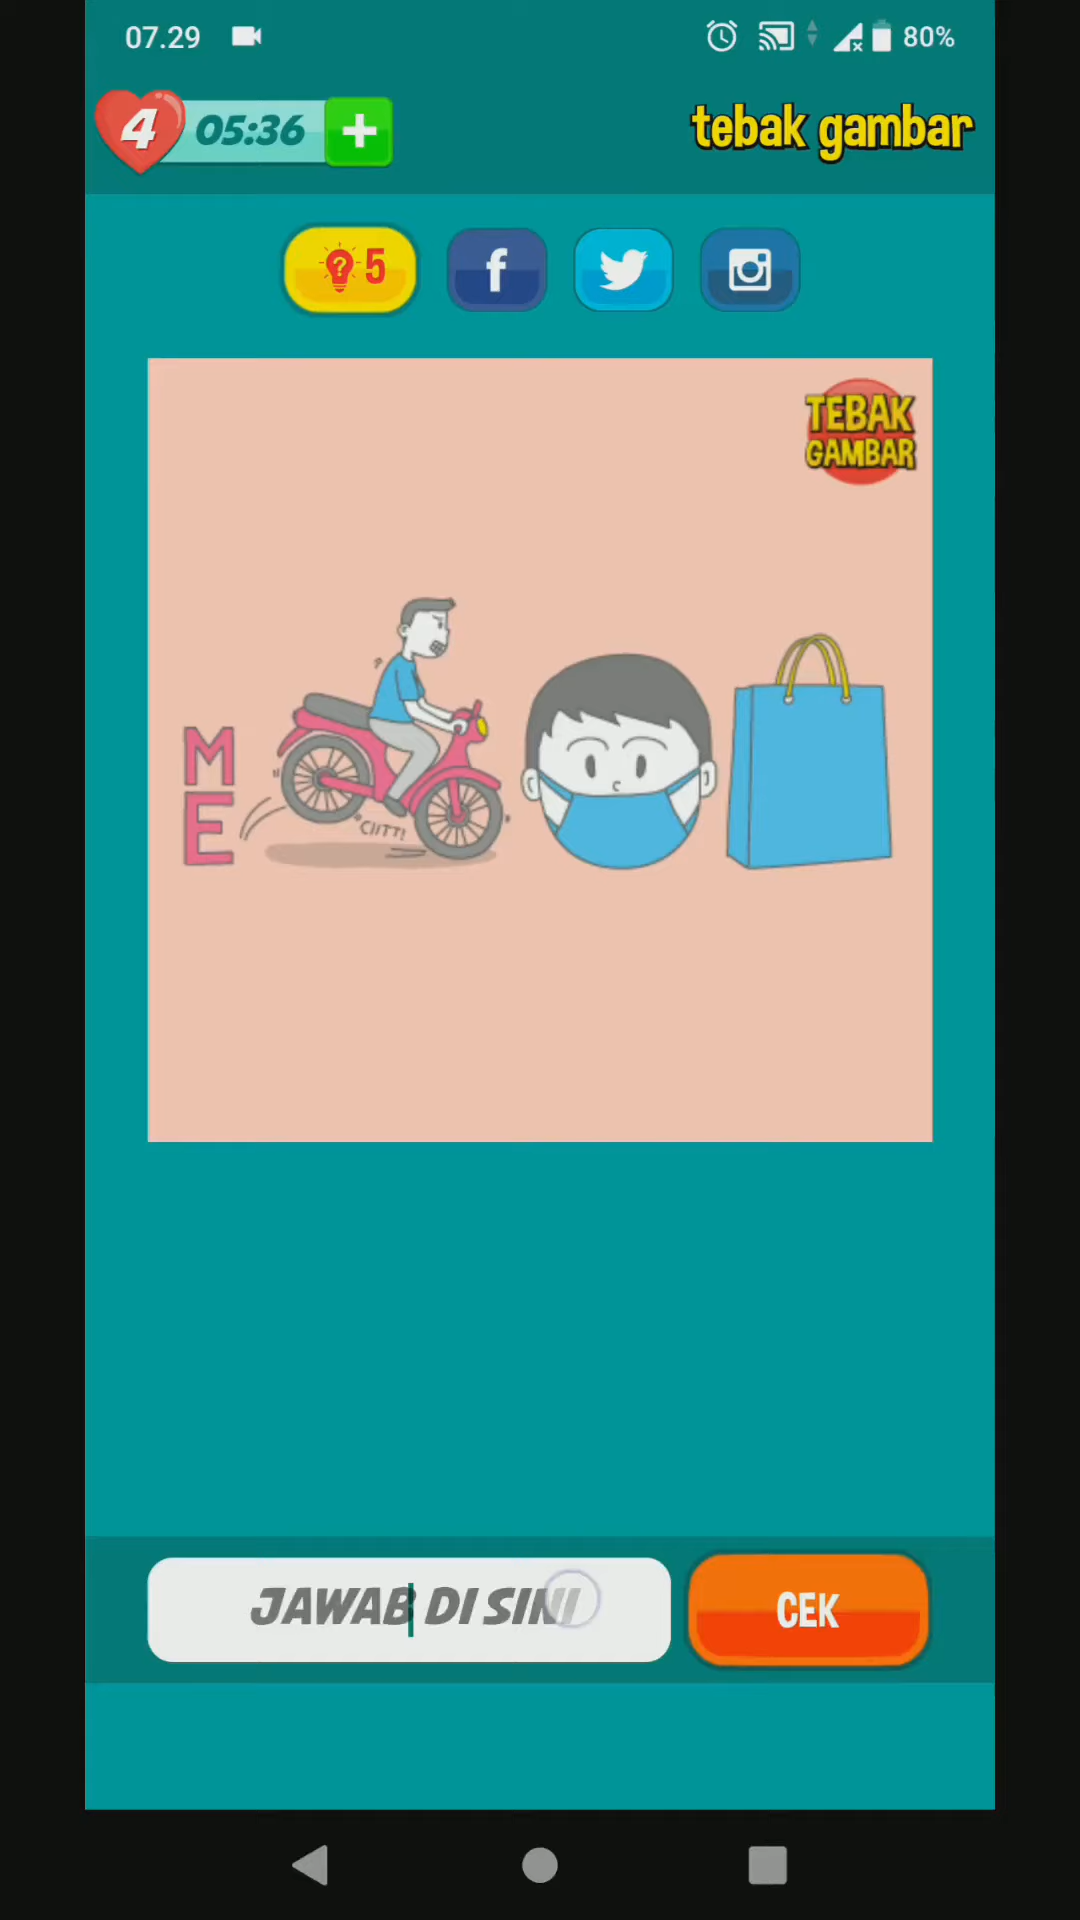 07.29
80%
4
05:36
+
tebak gambar
?
5
f
TEBAK
GAMBAR
M
E
CIITT!
JAWAB DI SINI
CEK